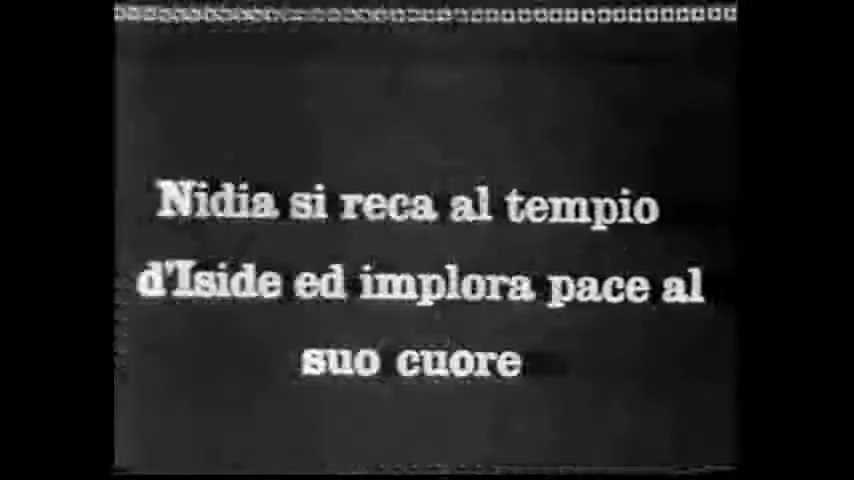 Nidia si reca al tempio
d'Iside ed implora pace al
suo cuore